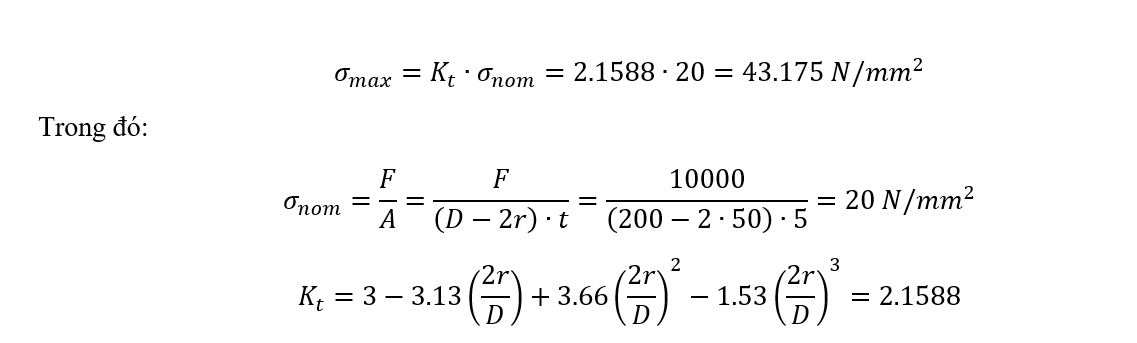 σ_max = K_t · σ_nom = 2.1588 · 20 = 43.175 N/mm²
Trong đó:
σ_nom = F/A = F/((D − 2r) · t) = 10000/((200 − 2 · 50) · 5) = 20 N/mm²
K_t = 3 − 3.13(2r/D) + 3.66(2r/D)² − 1.53(2r/D)³ = 2.1588